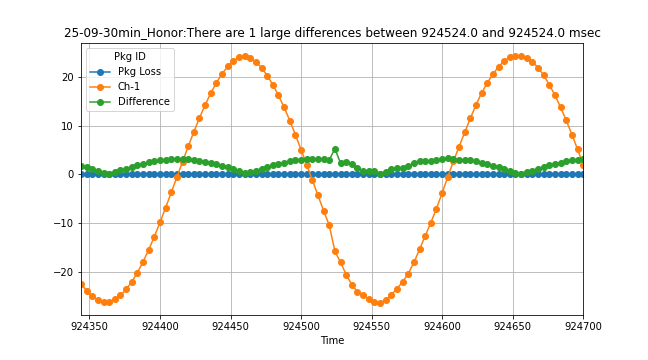 25-09-30min_Honor:There are 1 large differences between 924524.0 and 924524.0 msec
Pkg ID
Pkg Loss
Ch-1
Difference
20
10
0
−10
−20
924350 924400 924450 924500 924550 924600 924650 924700
Time